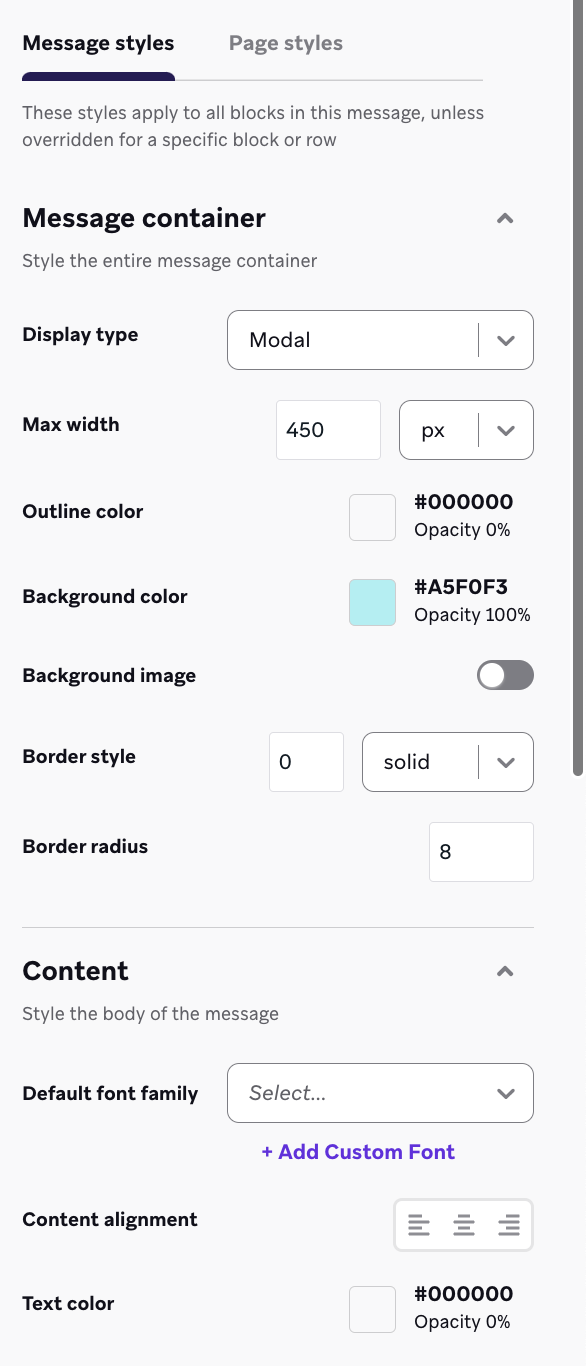 Message styles Page styles
These styles apply to all blocks in this message, unless
overridden for a specific block or row
Message container
Style the entire message container
Display type Modal
Max width 450 px
Outline color #000000
Opacity 0%
Background color #A5F0F3
Opacity 100%
Background image
Border style 0 solid
Border radius 8
Content
Style the body of the message
Default font family Select...
+ Add Custom Font
Content alignment
Text color #000000
Opacity 0%